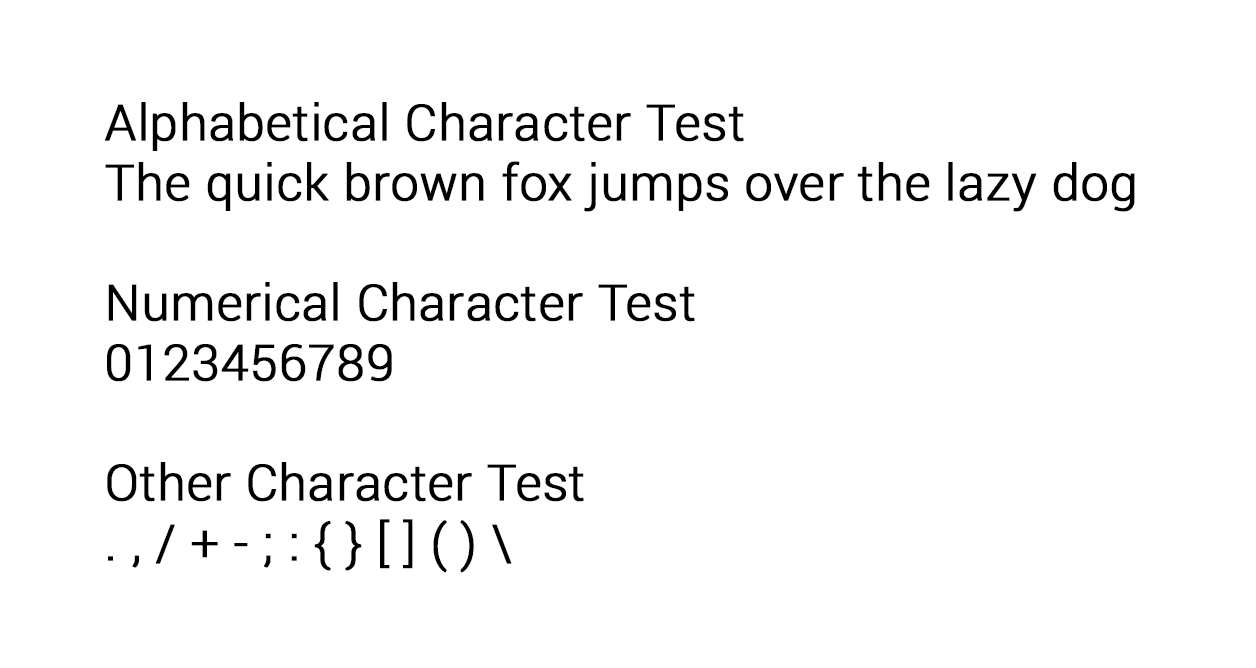 Alphabetical Character Test
The quick brown fox jumps over the lazy dog
Numerical Character Test
0123456789
Other Character Test
. , / + - ; : { } [ ] ( ) \